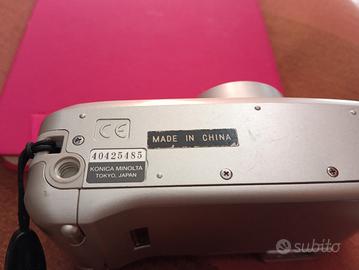 CE
MADE IN CHINA
40425485
KONICA MINOLTA
TOKYO, JAPAN
subito